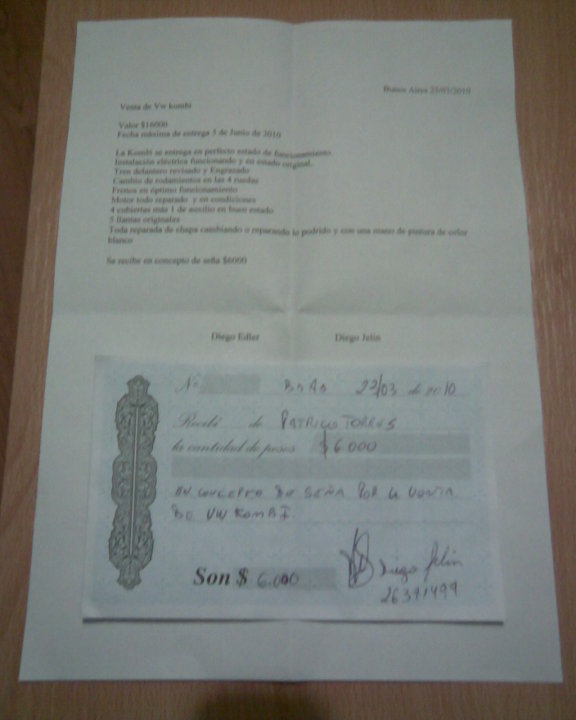 Buenos Aires 23/03/2010
Venta de Vw kombi
Valor $16000
Fecha máxima de entrega 5 de Junio de 2010
La Kombi se entrega en perfecto estado de funcionamiento.
Instalación eléctrica funcionando y en estado original.
Tren delantero revisado y Engrasado
Cambio de rodamientos en las 4 ruedas
Frenos en óptimo funcionamiento
Motor todo reparado y en condiciones
4 cubiertas más 1 de auxilio en buen estado
5 llantas originales
Toda reparada de chapa cambiando o reparando lo podrido y con una mano de pintura de color
blanco
Se recibe en concepto de seña $6000
Diego Edler Diego Jelin
No BsAs 22/03 de 2010
Recibí de PATRICIO TORRES
la cantidad de pesos $6.000
EN CONCEPTO DE SEÑA POR LA VENTA
DE VW KOMBI.
Son $ 6.000 Diego Jelin